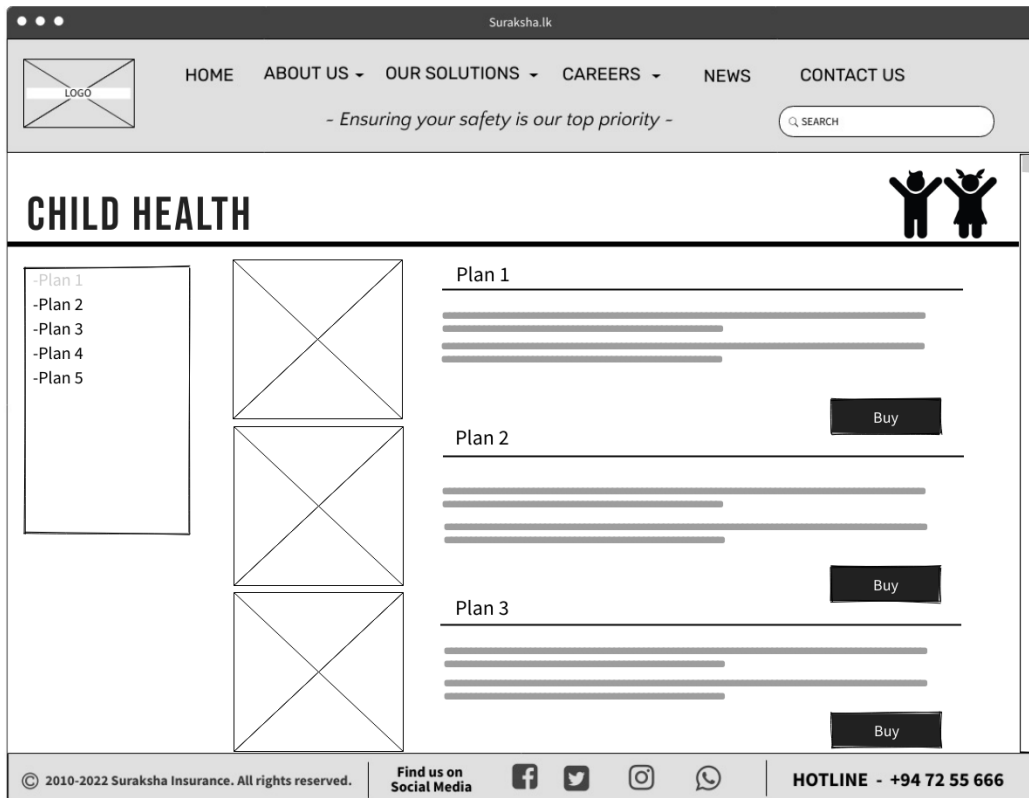 Suraksha.lk
LOGO
HOME
ABOUT US
OUR SOLUTIONS
CAREERS
NEWS
CONTACT US
- Ensuring your safety is our top priority -
SEARCH
CHILD HEALTH
-Plan 1
-Plan 2
-Plan 3
-Plan 4
-Plan 5
Plan 1
Buy
Plan 2
Buy
Plan 3
Buy
© 2010-2022 Suraksha Insurance. All rights reserved.
Find us on
Social Media
HOTLINE - +94 72 55 666